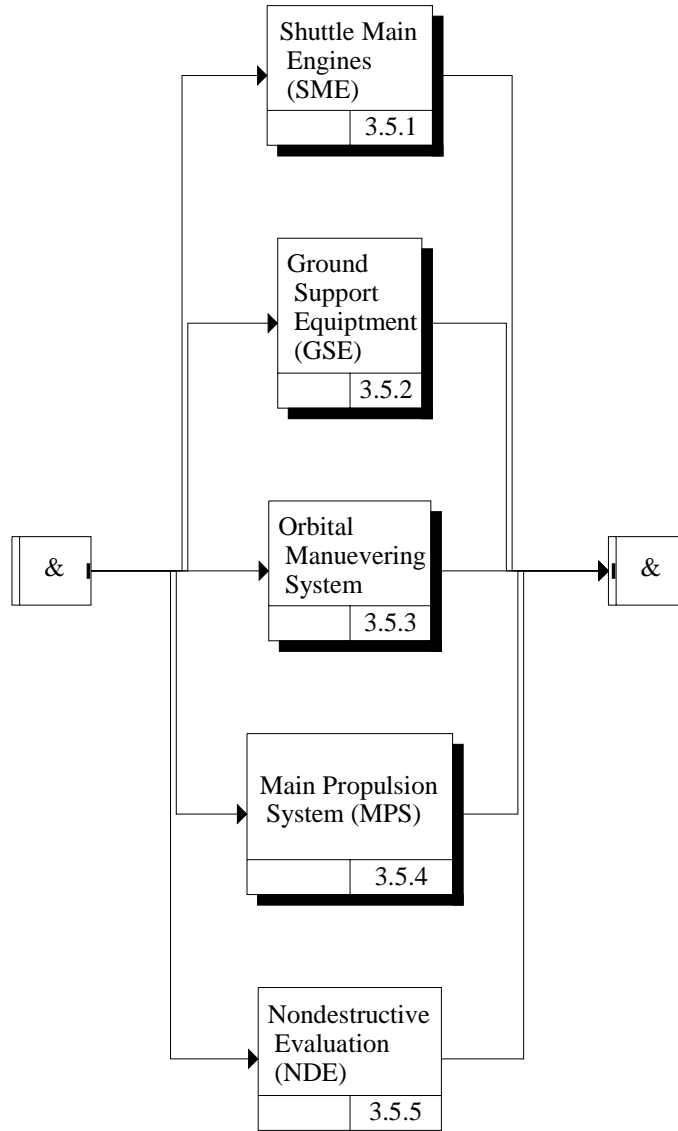 Shuttle Main
Engines
(SME)
3.5.1
Ground
Support
Equiptment
(GSE)
3.5.2
Orbital
Manuevering
System
3.5.3
&
&
Main Propulsion
System (MPS)
3.5.4
Nondestructive
Evaluation
(NDE)
3.5.5